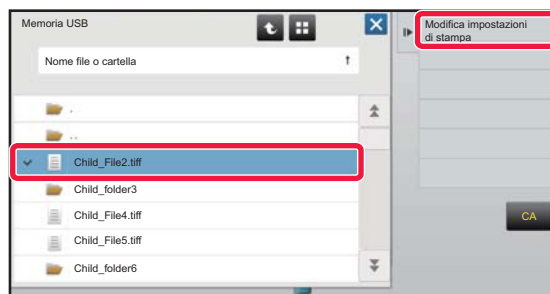 Memoria USB
Modifica impostazioni
di stampa
Nome file o cartella
.
..
Child_File2.tiff
Child_folder3
Child_File4.tiff
Child_File5.tiff
Child_folder6
CA